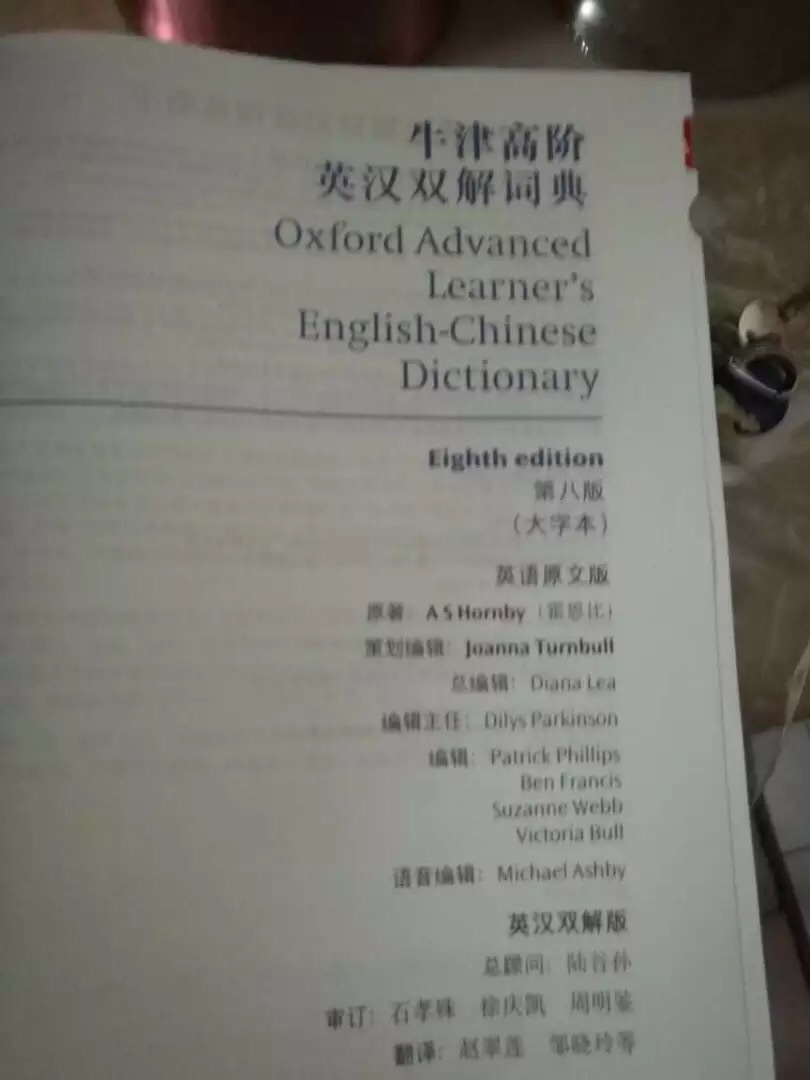 牛津高阶
英汉双解词典
Oxford Advanced
Learner's
English-Chinese
Dictionary
Eighth edition
第八版
（大字本）
英语原文版
原著：A S Hornby（霍恩比）
策划编辑：Joanna Turnbull
总编辑：Diana Lea
编辑主任：Dilys Parkinson
编辑：Patrick Phillips
Ben Francis
Suzanne Webb
Victoria Bull
语音编辑：Michael Ashby
英汉双解版
总顾问：陆谷孙
审订：石孝殊 徐庆凯 周明鉴
翻译：赵翠莲 邹晓玲等